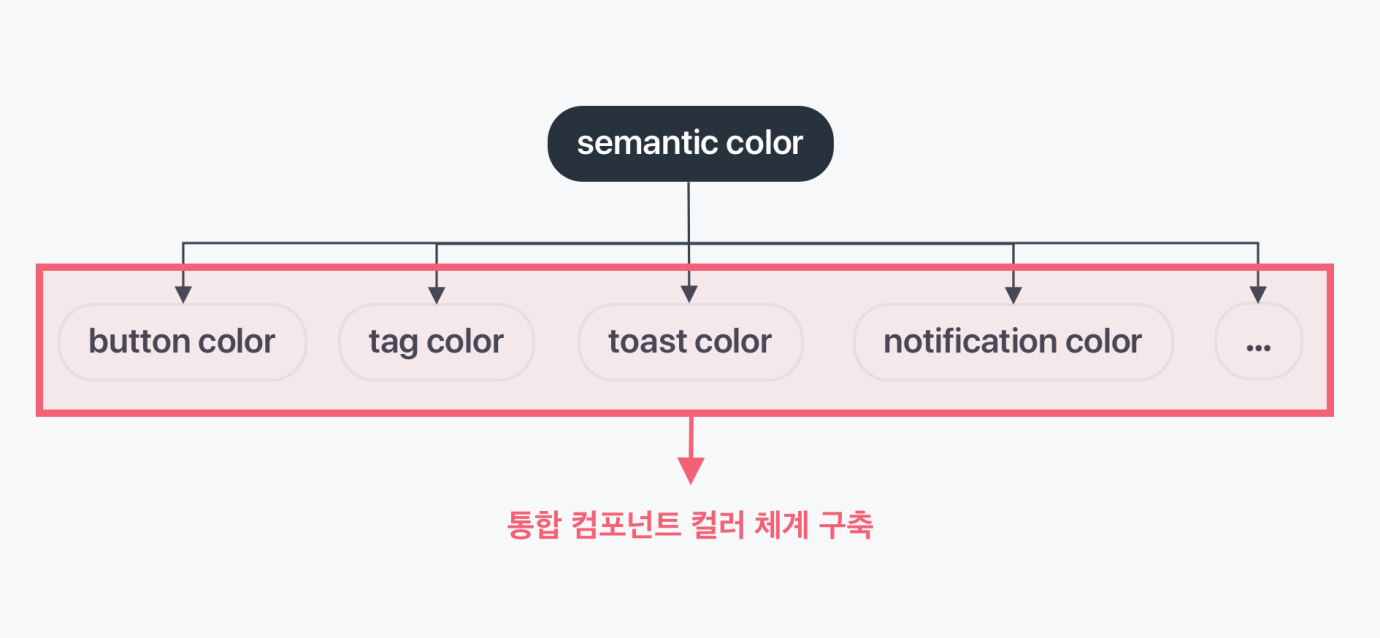 semantic color
button color
tag color
toast color
notification color
...
통합 컴포넌트 컬러 체계 구축